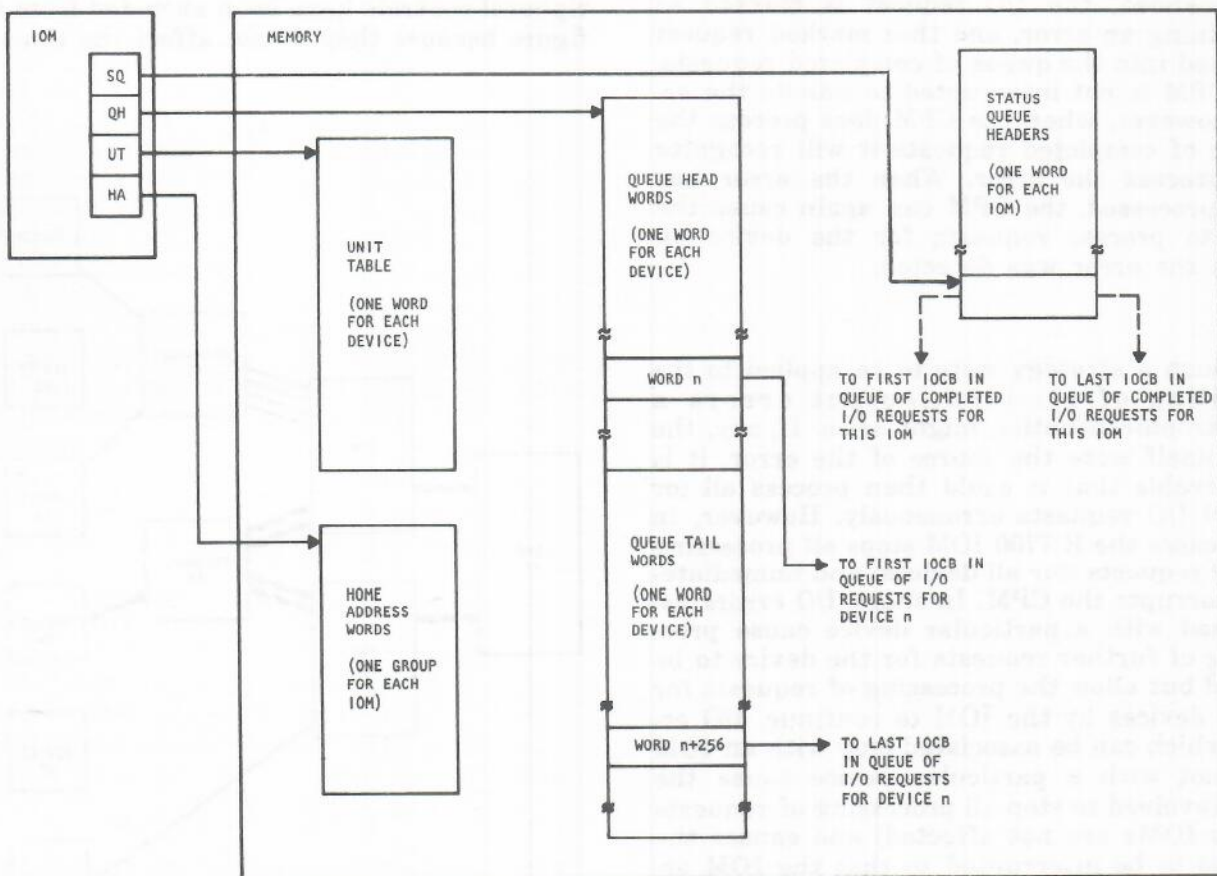 IOM
MEMORY
SQ
QH
UT
HA
UNIT
TABLE
(ONE WORD
FOR EACH
DEVICE)
HOME
ADDRESS
WORDS
(ONE GROUP
FOR EACH
IOM)
QUEUE HEAD
WORDS
(ONE WORD
FOR EACH
DEVICE)
WORD n
QUEUE TAIL
WORDS
(ONE WORD
FOR EACH
DEVICE)
WORD n+256
STATUS
QUEUE
HEADERS
(ONE WORD
FOR EACH
IOM)
TO FIRST IOCB IN
QUEUE OF COMPLETED
I/O REQUESTS FOR
THIS IOM
TO LAST IOCB IN
QUEUE OF COMPLETED
I/O REQUESTS FOR
THIS IOM
TO FIRST IOCB IN
QUEUE OF I/O
REQUESTS FOR
DEVICE n
TO LAST IOCB
IN QUEUE OF
I/O REQUESTS
FOR DEVICE n